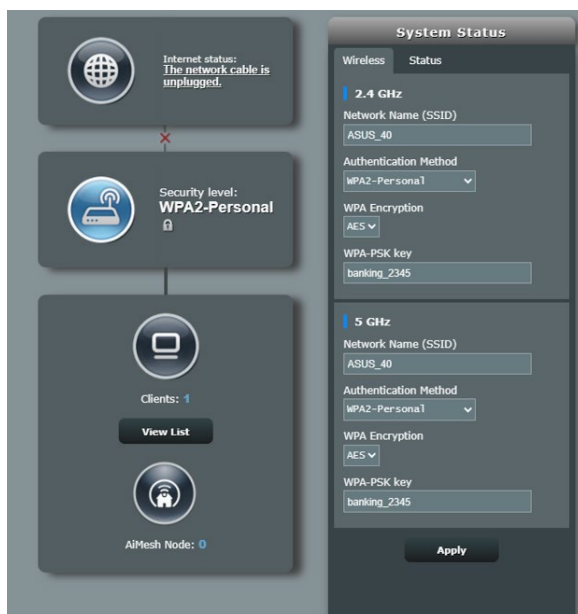 Internet status:
The network cable is
unplugged.
Security level:
WPA2-Personal
Clients: 1
View List
AiMesh Node: 0
System Status
Wireless Status
2.4 GHz
Network Name (SSID)
ASUS_40
Authentication Method
WPA2-Personal
WPA Encryption
AES
WPA-PSK key
banking_2345
5 GHz
Network Name (SSID)
ASUS_40
Authentication Method
WPA2-Personal
WPA Encryption
AES
WPA-PSK key
banking_2345
Apply